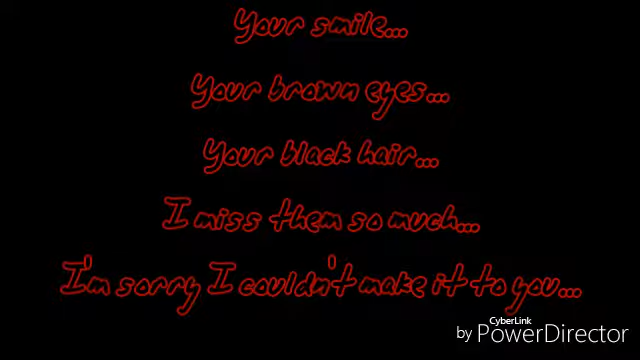 Your smile...
Your brown eyes...
Your black hair...
I miss them so much...
I'm sorry I couldn't make it to you...
CyberLink
by PowerDirector